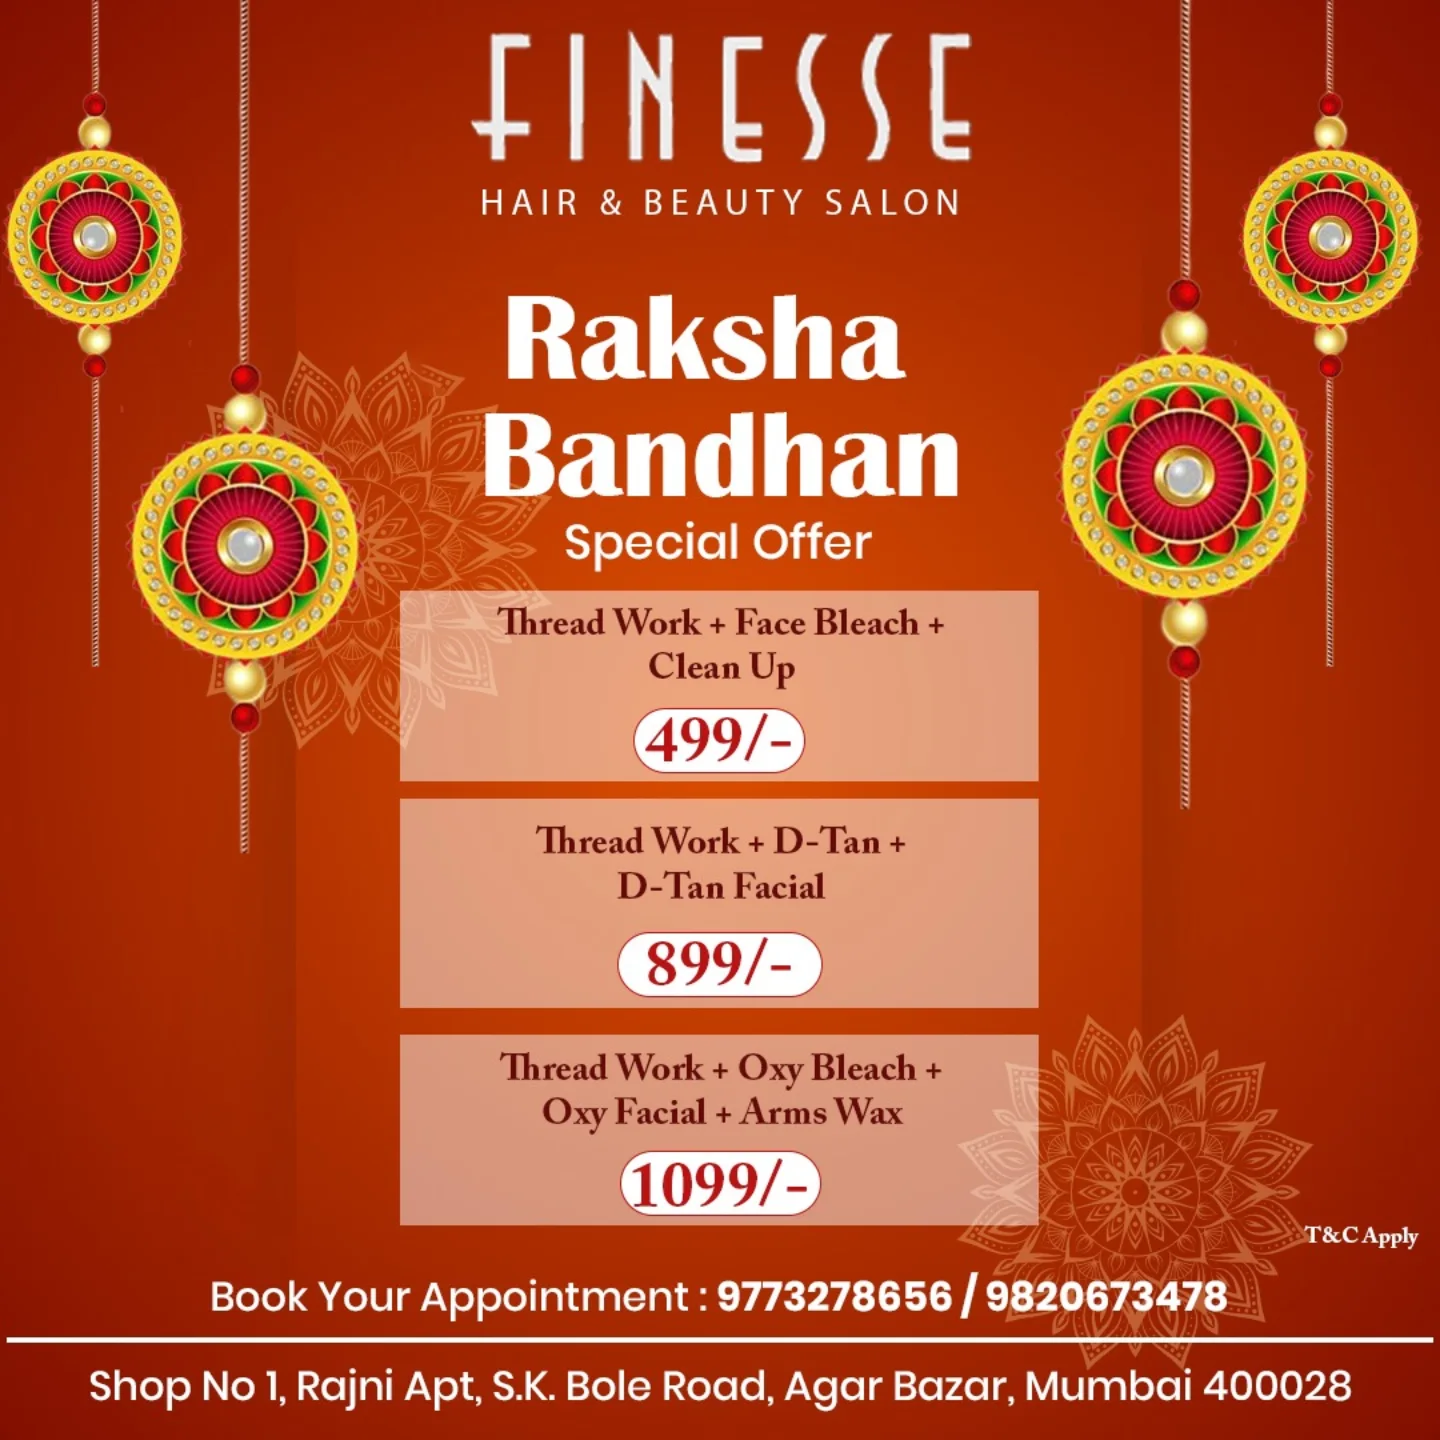 FINESSE
HAIR & BEAUTY SALON
Raksha
Bandhan
Special Offer
Thread Work + Face Bleach +
Clean Up
499/-
Thread Work + D-Tan +
D-Tan Facial
899/-
Thread Work + Oxy Bleach +
Oxy Facial + Arms Wax
1099/-
T&C Apply
Book Your Appointment : 9773278656 / 9820673478
Shop No 1, Rajni Apt, S.K. Bole Road, Agar Bazar, Mumbai 400028